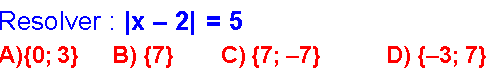 Resolver : |x – 2| = 5
A){0; 3} B) {7} C) {7; –7} D) {–3; 7}